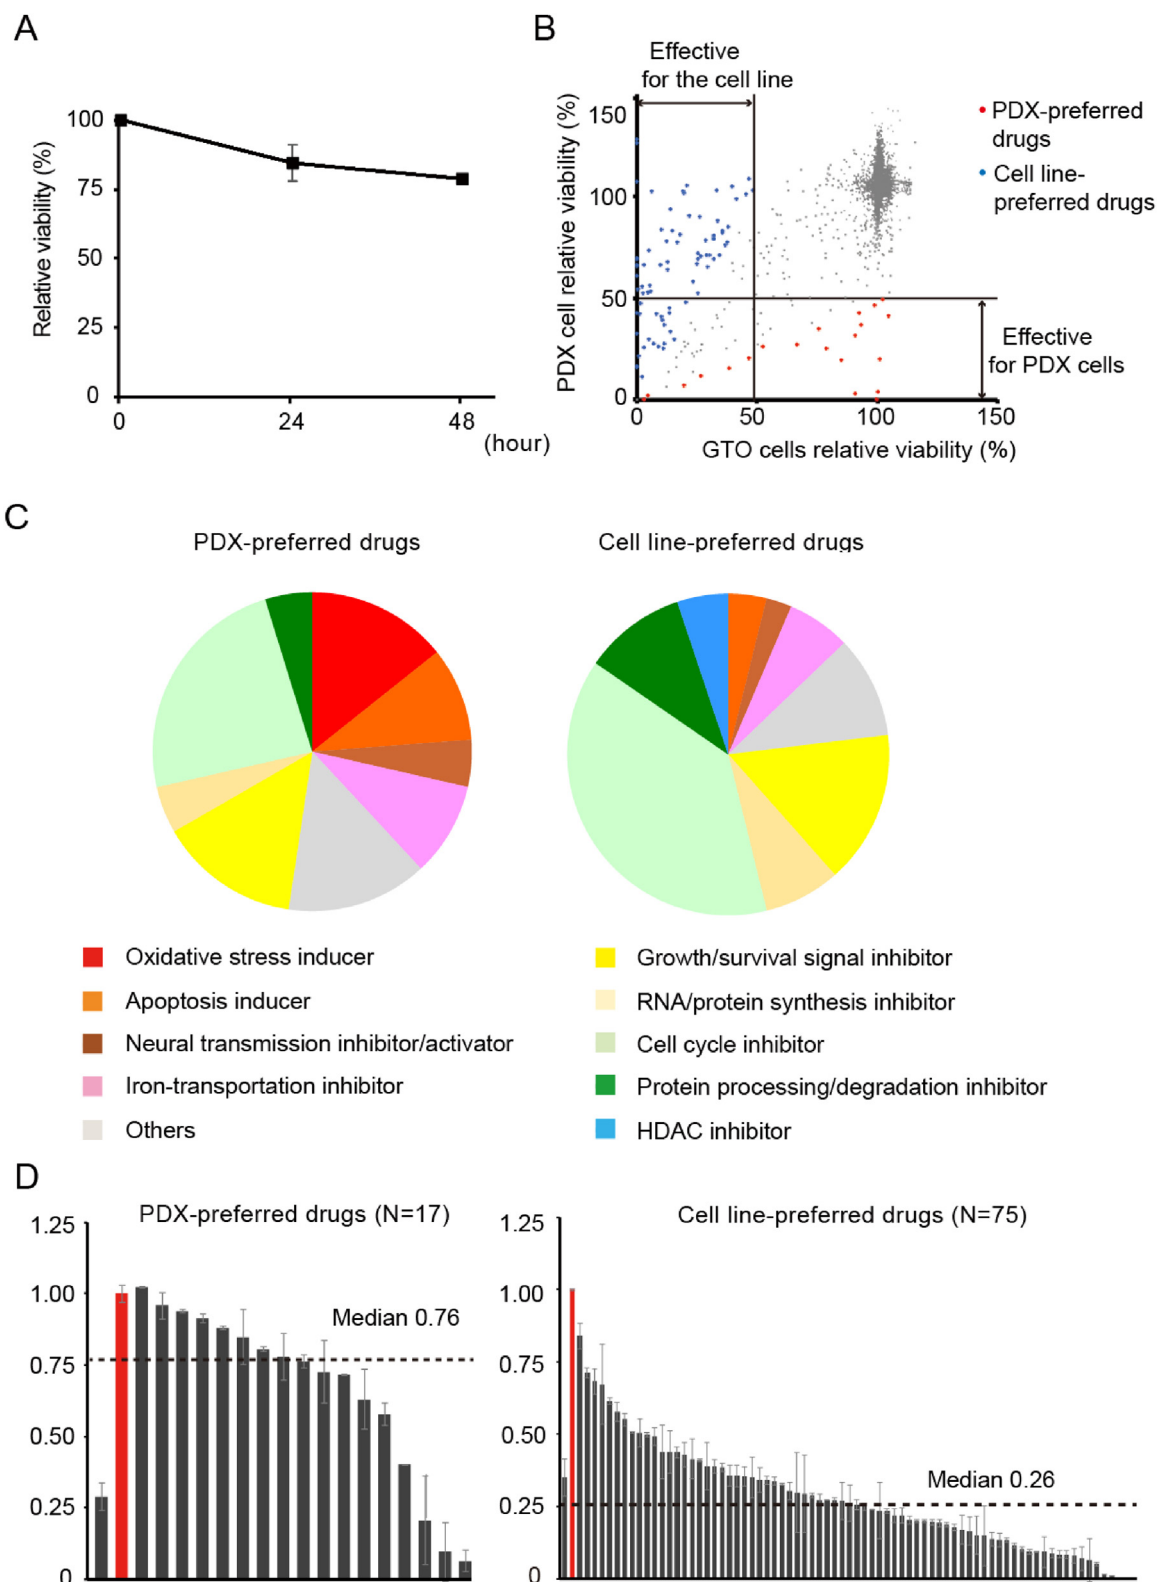 A
Relative viability (%)
100
75
50
25
0
0
24
48
(hour)
B
Effective
for the cell line
PDX cell relative viability (%)
150
100
50
0
0
50
100
150
GTO cells relative viability (%)
PDX-preferred
drugs
Cell line-
preferred drugs
Effective
for PDX cells
C
PDX-preferred drugs
Cell line-preferred drugs
Oxidative stress inducer
Apoptosis inducer
Neural transmission inhibitor/activator
Iron-transportation inhibitor
Others
Growth/survival signal inhibitor
RNA/protein synthesis inhibitor
Cell cycle inhibitor
Protein processing/degradation inhibitor
HDAC inhibitor
D
PDX-preferred drugs (N=17)
1.25
1.00
0.75
0.50
0.25
0
Median 0.76
Cell line-preferred drugs (N=75)
1.25
1.00
0.75
0.50
0.25
0
Median 0.26